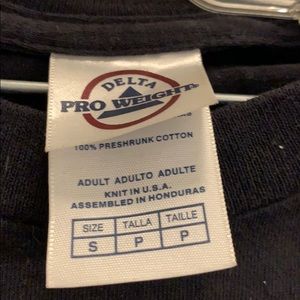 DELTA
PRO WEIGHT
100% PRESHRUNK COTTON
ADULT ADULTO ADULTE
KNIT IN U.S.A.
ASSEMBLED IN HONDURAS
SIZE TALLA TAILLE
S P P